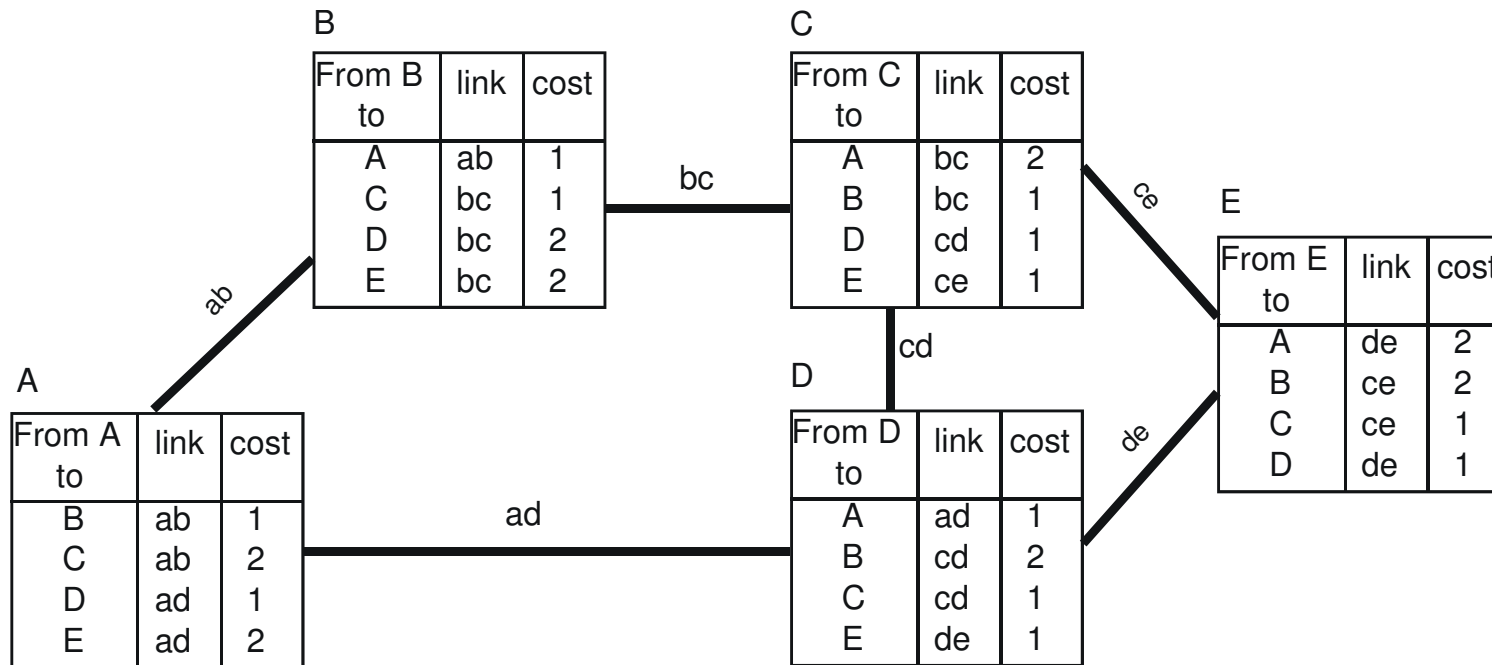 B
From B to link cost
A ab 1
C bc 1
D bc 2
E bc 2
bc
C
From C to link cost
A bc 2
B bc 1
D cd 1
E ce 1
ce
E
From E to link cost
A de 2
B ce 2
C ce 1
D de 1
ab
cd
A
From A to link cost
B ab 1
C ab 2
D ad 1
E ad 2
ad
D
From D to link cost
A ad 1
B cd 2
C cd 1
E de 1
de